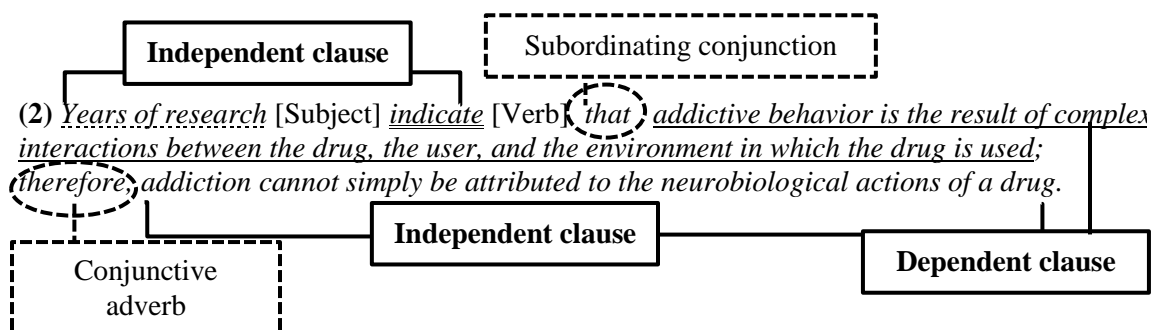 Subordinating conjunction
Independent clause
(2) Years of research [Subject] indicate [Verb] that addictive behavior is the result of complex
interactions between the drug, the user, and the environment in which the drug is used;
therefore, addiction cannot simply be attributed to the neurobiological actions of a drug.
Independent clause
Dependent clause
Conjunctive
adverb